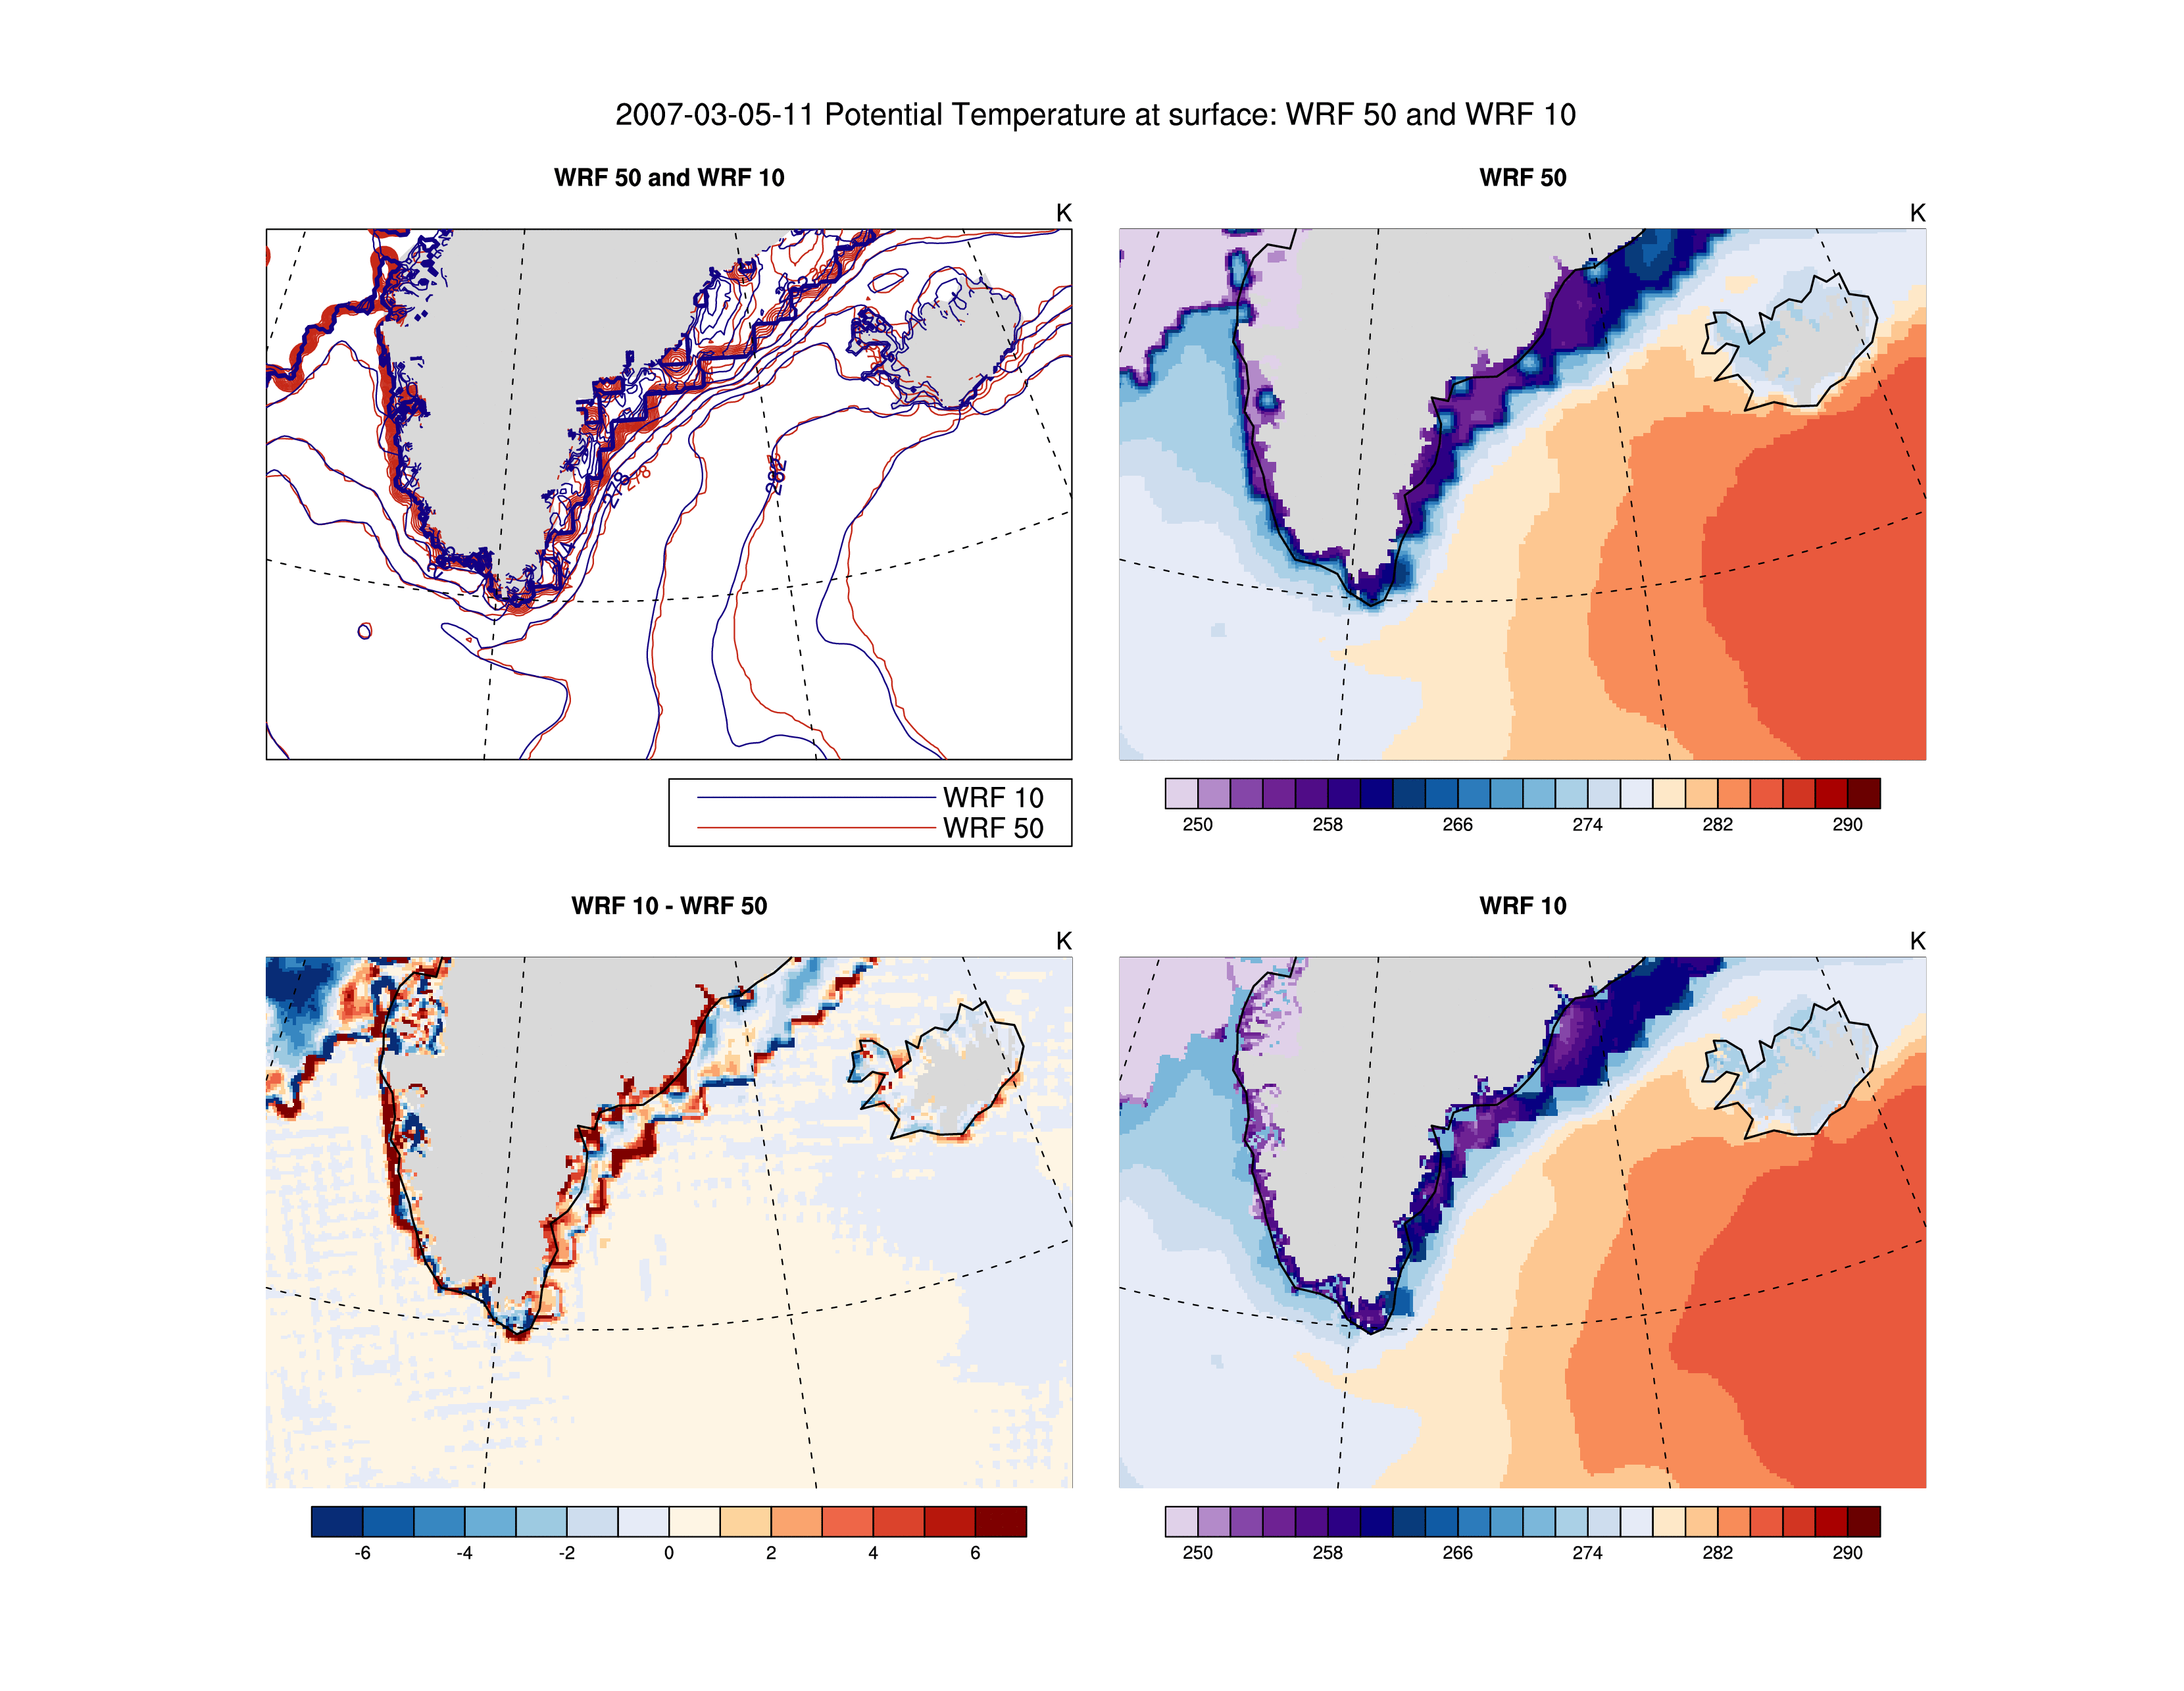 2007-03-05-11 Potential Temperature at surface: WRF 50 and WRF 10
WRF 50 and WRF 10
K
278
278
282
WRF 10
WRF 50
WRF 50
K
250 258 266 274 282 290
WRF 10 - WRF 50
K
-6 -4 -2 0 2 4 6
WRF 10
K
250 258 266 274 282 290